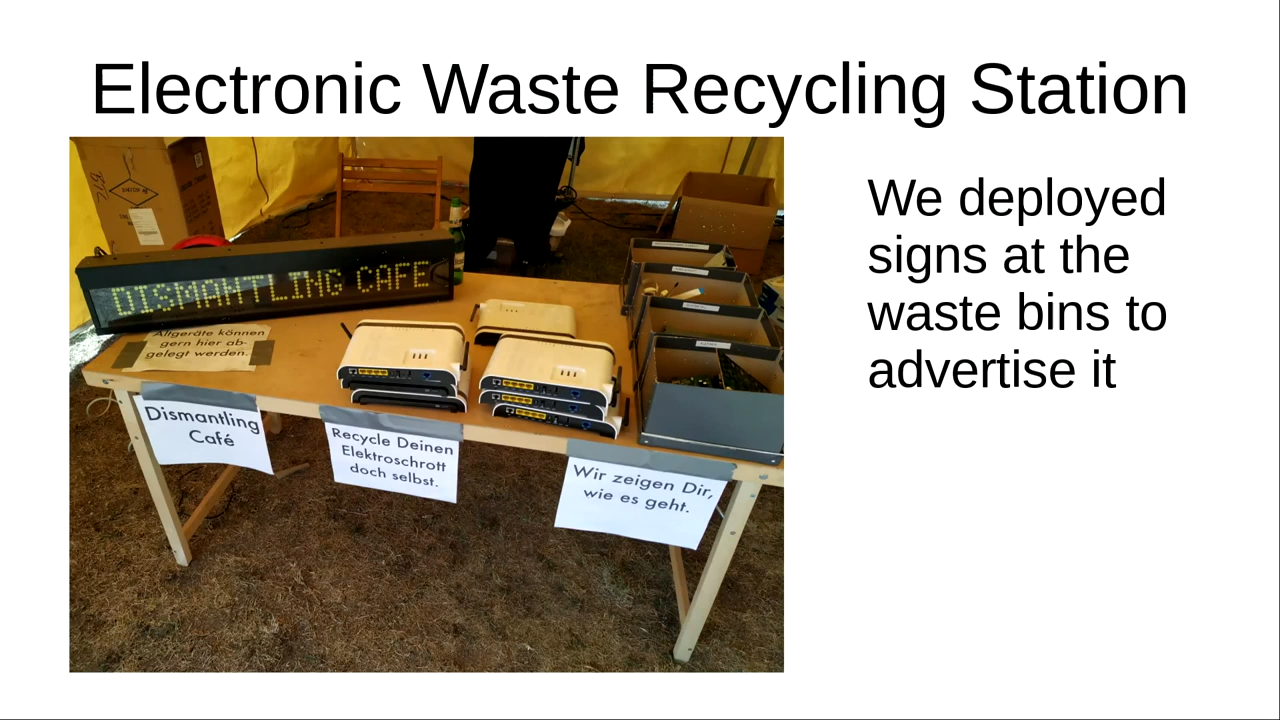 Electronic Waste Recycling Station
We deployed
signs at the
waste bins to
advertise it
DISMANTLING CAFE
Altgeräte können
gern hier ab-
gelegt werden.
Dismantling
Café
Recycle Deinen
Elektroschrott
doch selbst.
Wir zeigen Dir,
wie es geht.